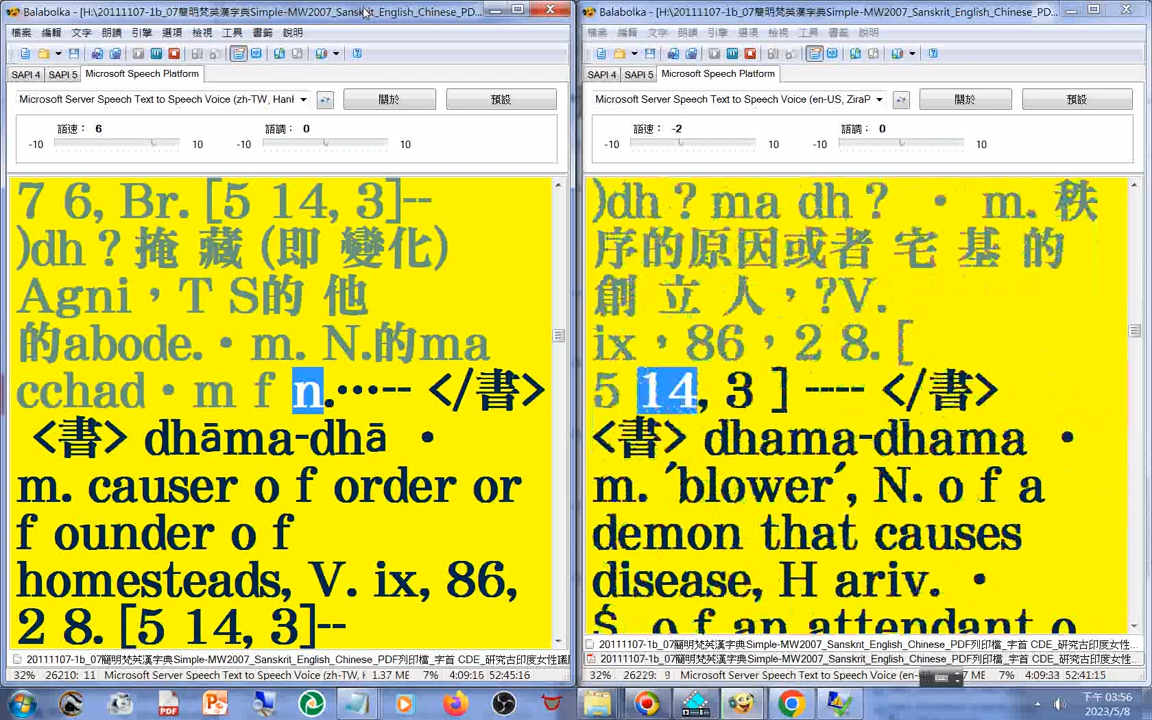 Balabolka - [H:\20111107-1b_07簡明梵英漢字典Simple-MW2007_Sanskrit_English_Chinese_PD...
檔案 編輯 文字 朗讀 引擎 選項 檢視 工具 書籤 說明
SAPI 4 SAPI 5 Microsoft Speech Platform
Microsoft Server Speech Text to Speech Voice (zh-TW, Hanl
關於 預設
語速： 6 語調： 0
-10 10 -10 10
7 6, Br. [5 14, 3]--
)dh ? 掩 藏 (即 變化)
Agni，T S的 他
的abode.‧m. N.的ma
cchad‧m f n.‧‧‧-- </書>
<書> dhāma-dhā ‧
m. causer o f order or
f ounder o f
homesteads, V. ix, 86,
2 8. [5 14, 3]--
20111107-1b_07簡明梵英漢字典Simple-MW2007_Sanskrit_English_Chinese_PDF列印檔_字首 CDE_研究古印度女性議
32% 26210: 11 Microsoft Server Speech Text to Speech Voice (zh-TW, H 1.37 MB 7% 4:09:16 52:45:16
Balabolka - [H:\20111107-1b_07簡明梵英漢字典Simple-MW2007_Sanskrit_English_Chinese_PD...
檔案 編輯 文字 朗讀 引擎 選項 檢視 工具 書籤 說明
SAPI 4 SAPI 5 Microsoft Speech Platform
Microsoft Server Speech Text to Speech Voice (en-US, ZiraP
關於 預設
語速： -2 語調： 0
-10 10 -10 10
)dh ? ma dh ? ‧ m. 秩
序的原因或者 宅 基 的
創 立 人，?V.
ix，86，2 8. [
5 14, 3 ] ---- </書>
<書> dhama-dhama ‧
m. 'blower', N. o f a
demon that causes
disease, H ariv. ‧
Ś. o f an attendant o
20111107-1b_07簡明梵英漢字典Simple-MW2007_Sanskrit_English_Chinese_PDF列印檔_字首 CDE_研究古印度女性...
20111107-1b_07簡明梵英漢字典Simple-MW2007_Sanskrit_English_Chinese_PDF列印檔_字首 CDE_研究古印度女性...
32% 26229: 9 Microsoft Server Speech 7 MB 7% 4:09:33 52:41:15
下午 03:56
2023/5/8